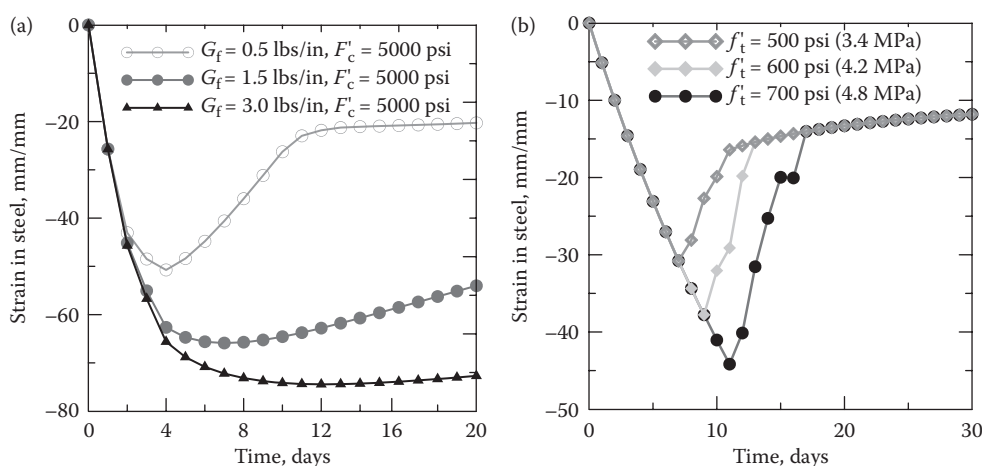 (a)
0
−20
−40
−60
−80
Strain in steel, mm/mm
G_f = 0.5 lbs/in, F'_c = 5000 psi
G_f = 1.5 lbs/in, F'_c = 5000 psi
G_f = 3.0 lbs/in, F'_c = 5000 psi
0 4 8 12 16 20
Time, days
(b)
0
−10
−20
−30
−40
−50
Strain in steel, mm/mm
f'_t = 500 psi (3.4 MPa)
f'_t = 600 psi (4.2 MPa)
f'_t = 700 psi (4.8 MPa)
0 10 20 30
Time, days